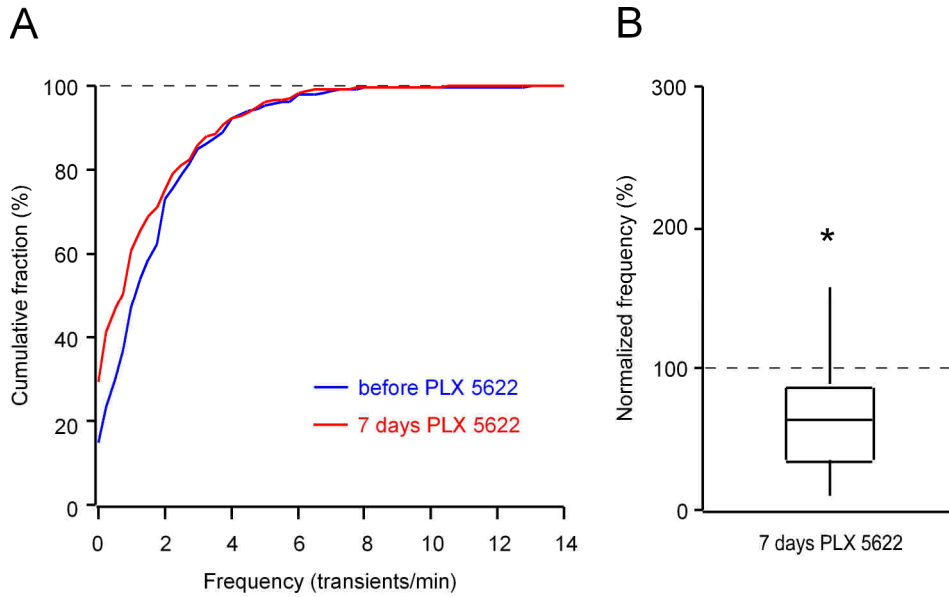 A
Cumulative fraction (%)
100
80
60
40
20
0
before PLX 5622
7 days PLX 5622
0 2 4 6 8 10 12 14
Frequency (transients/min)
B
Normalized frequency (%)
300
200
100
0
*
7 days PLX 5622